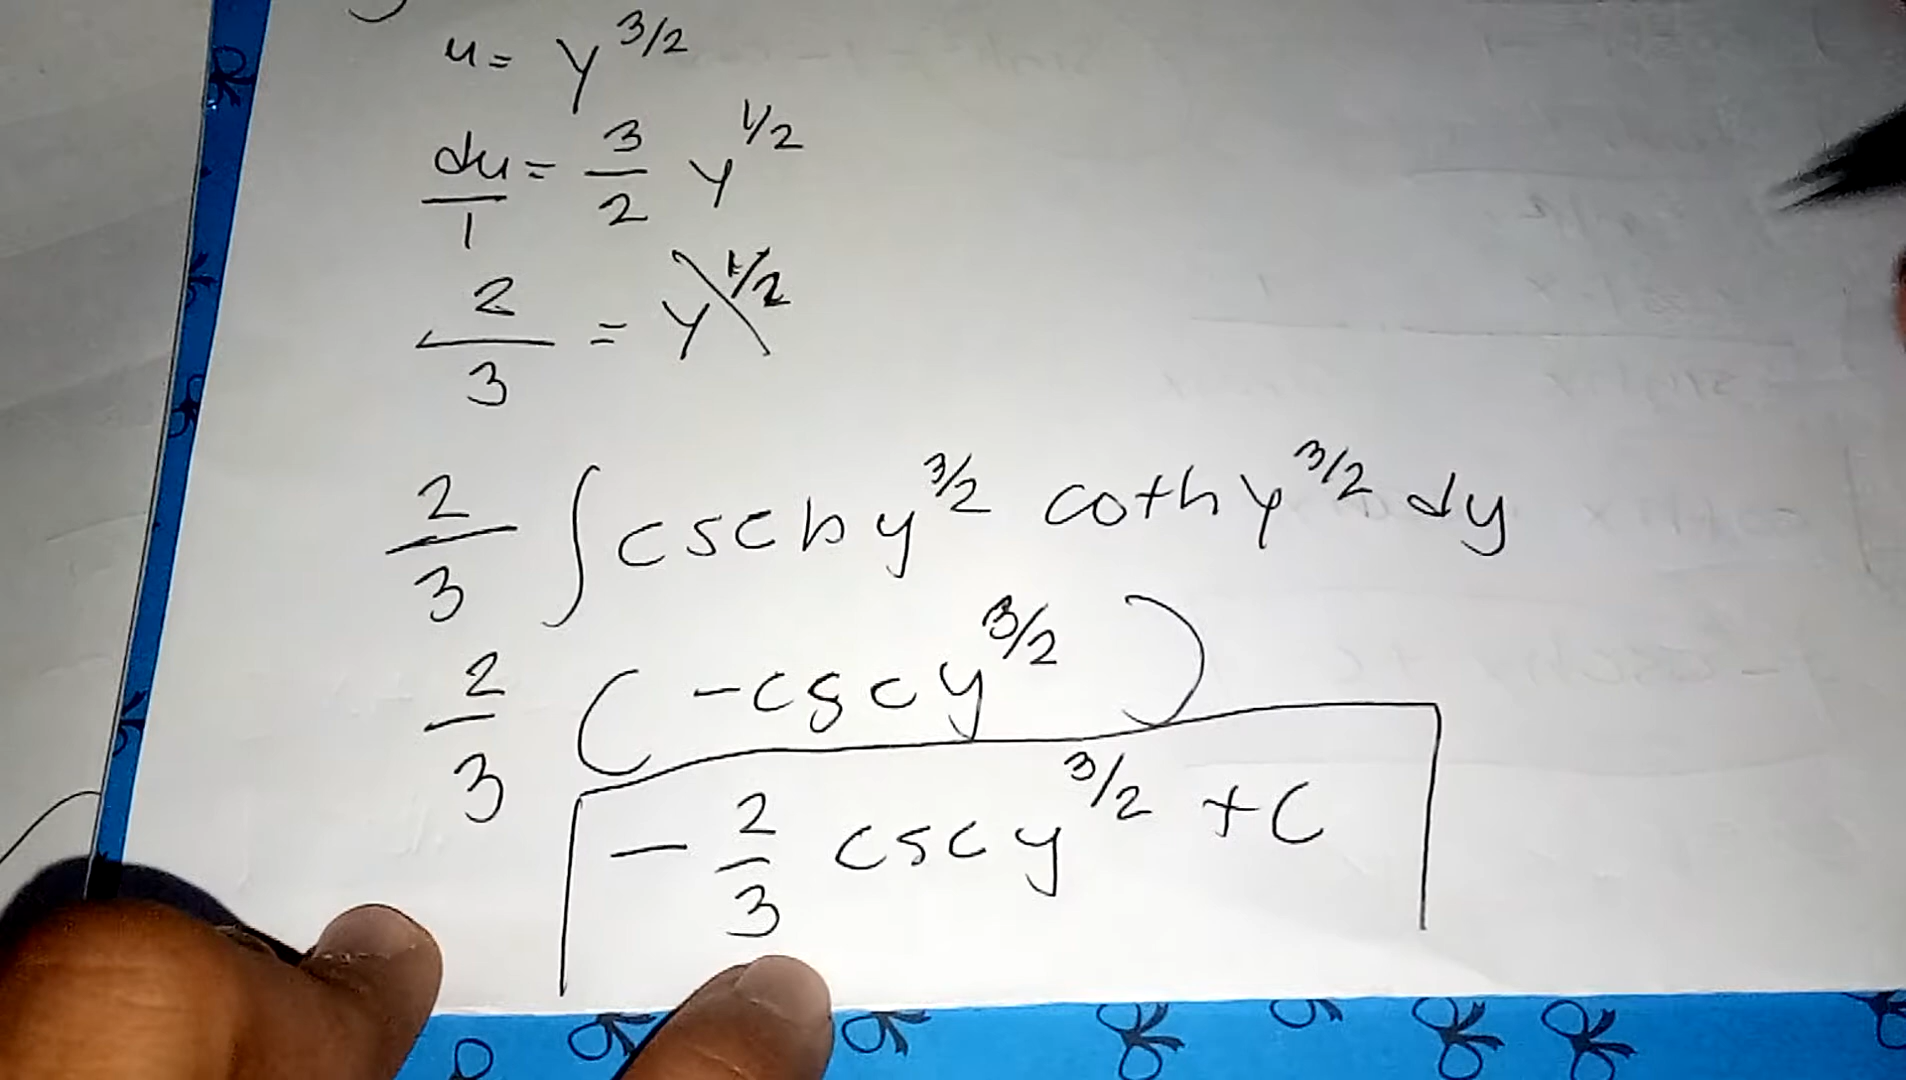 u = y^{3/2}
du/1 = 3/2 y^{1/2}
2/3 = y^{1/2}
2/3 ∫ csch y^{3/2} coth y^{3/2} dy
2/3 (-csc y^{3/2})
- 2/3 csc y^{3/2} + C